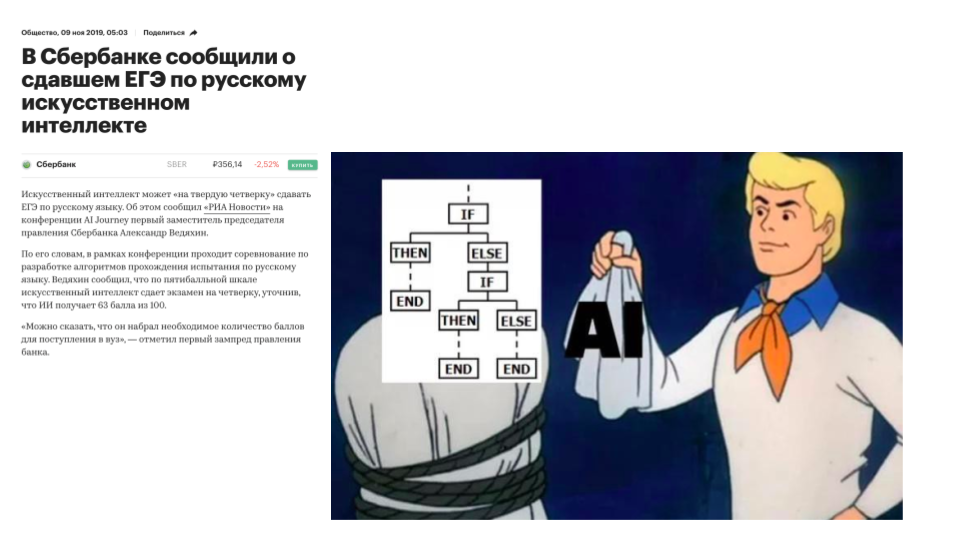 Общество, 09 ноя 2019, 05:03 Поделиться
В Сбербанке сообщили о
сдавшем ЕГЭ по русскому
искусственном
интеллекте
Сбербанк SBER ₽356,14 -2,52% КУПИТЬ
Искусственный интеллект может «на твердую четверку» сдавать
ЕГЭ по русскому языку. Об этом сообщил «РИА Новости» на
конференции AI Journey первый заместитель председателя
правления Сбербанка Александр Ведяхин.
По его словам, в рамках конференции проходит соревнование по
разработке алгоритмов прохождения испытания по русскому
языку. Ведяхин сообщил, что по пятибалльной шкале
искусственный интеллект сдает экзамен на четверку, уточнив,
что ИИ получает 63 балла из 100.
«Можно сказать, что он набрал необходимое количество баллов
для поступления в вуз», — отметил первый зампред правления
банка.
IF
THEN ELSE
IF
END
THEN ELSE
END END
AI